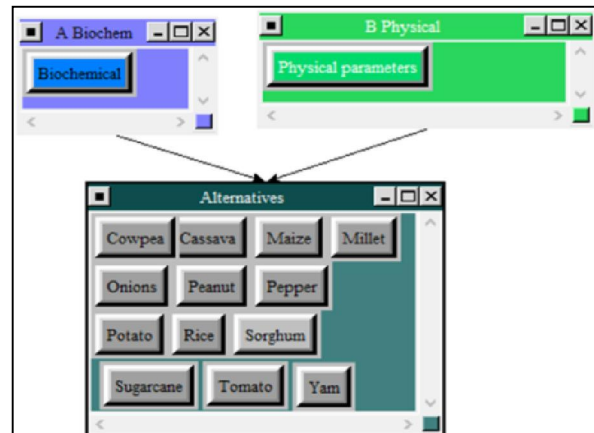 A Biochem
B Physical
Biochemical
Physical parameters
Alternatives
Cowpea Cassava Maize Millet
Onions Peanut Pepper
Potato Rice Sorghum
Sugarcane Tomato Yam